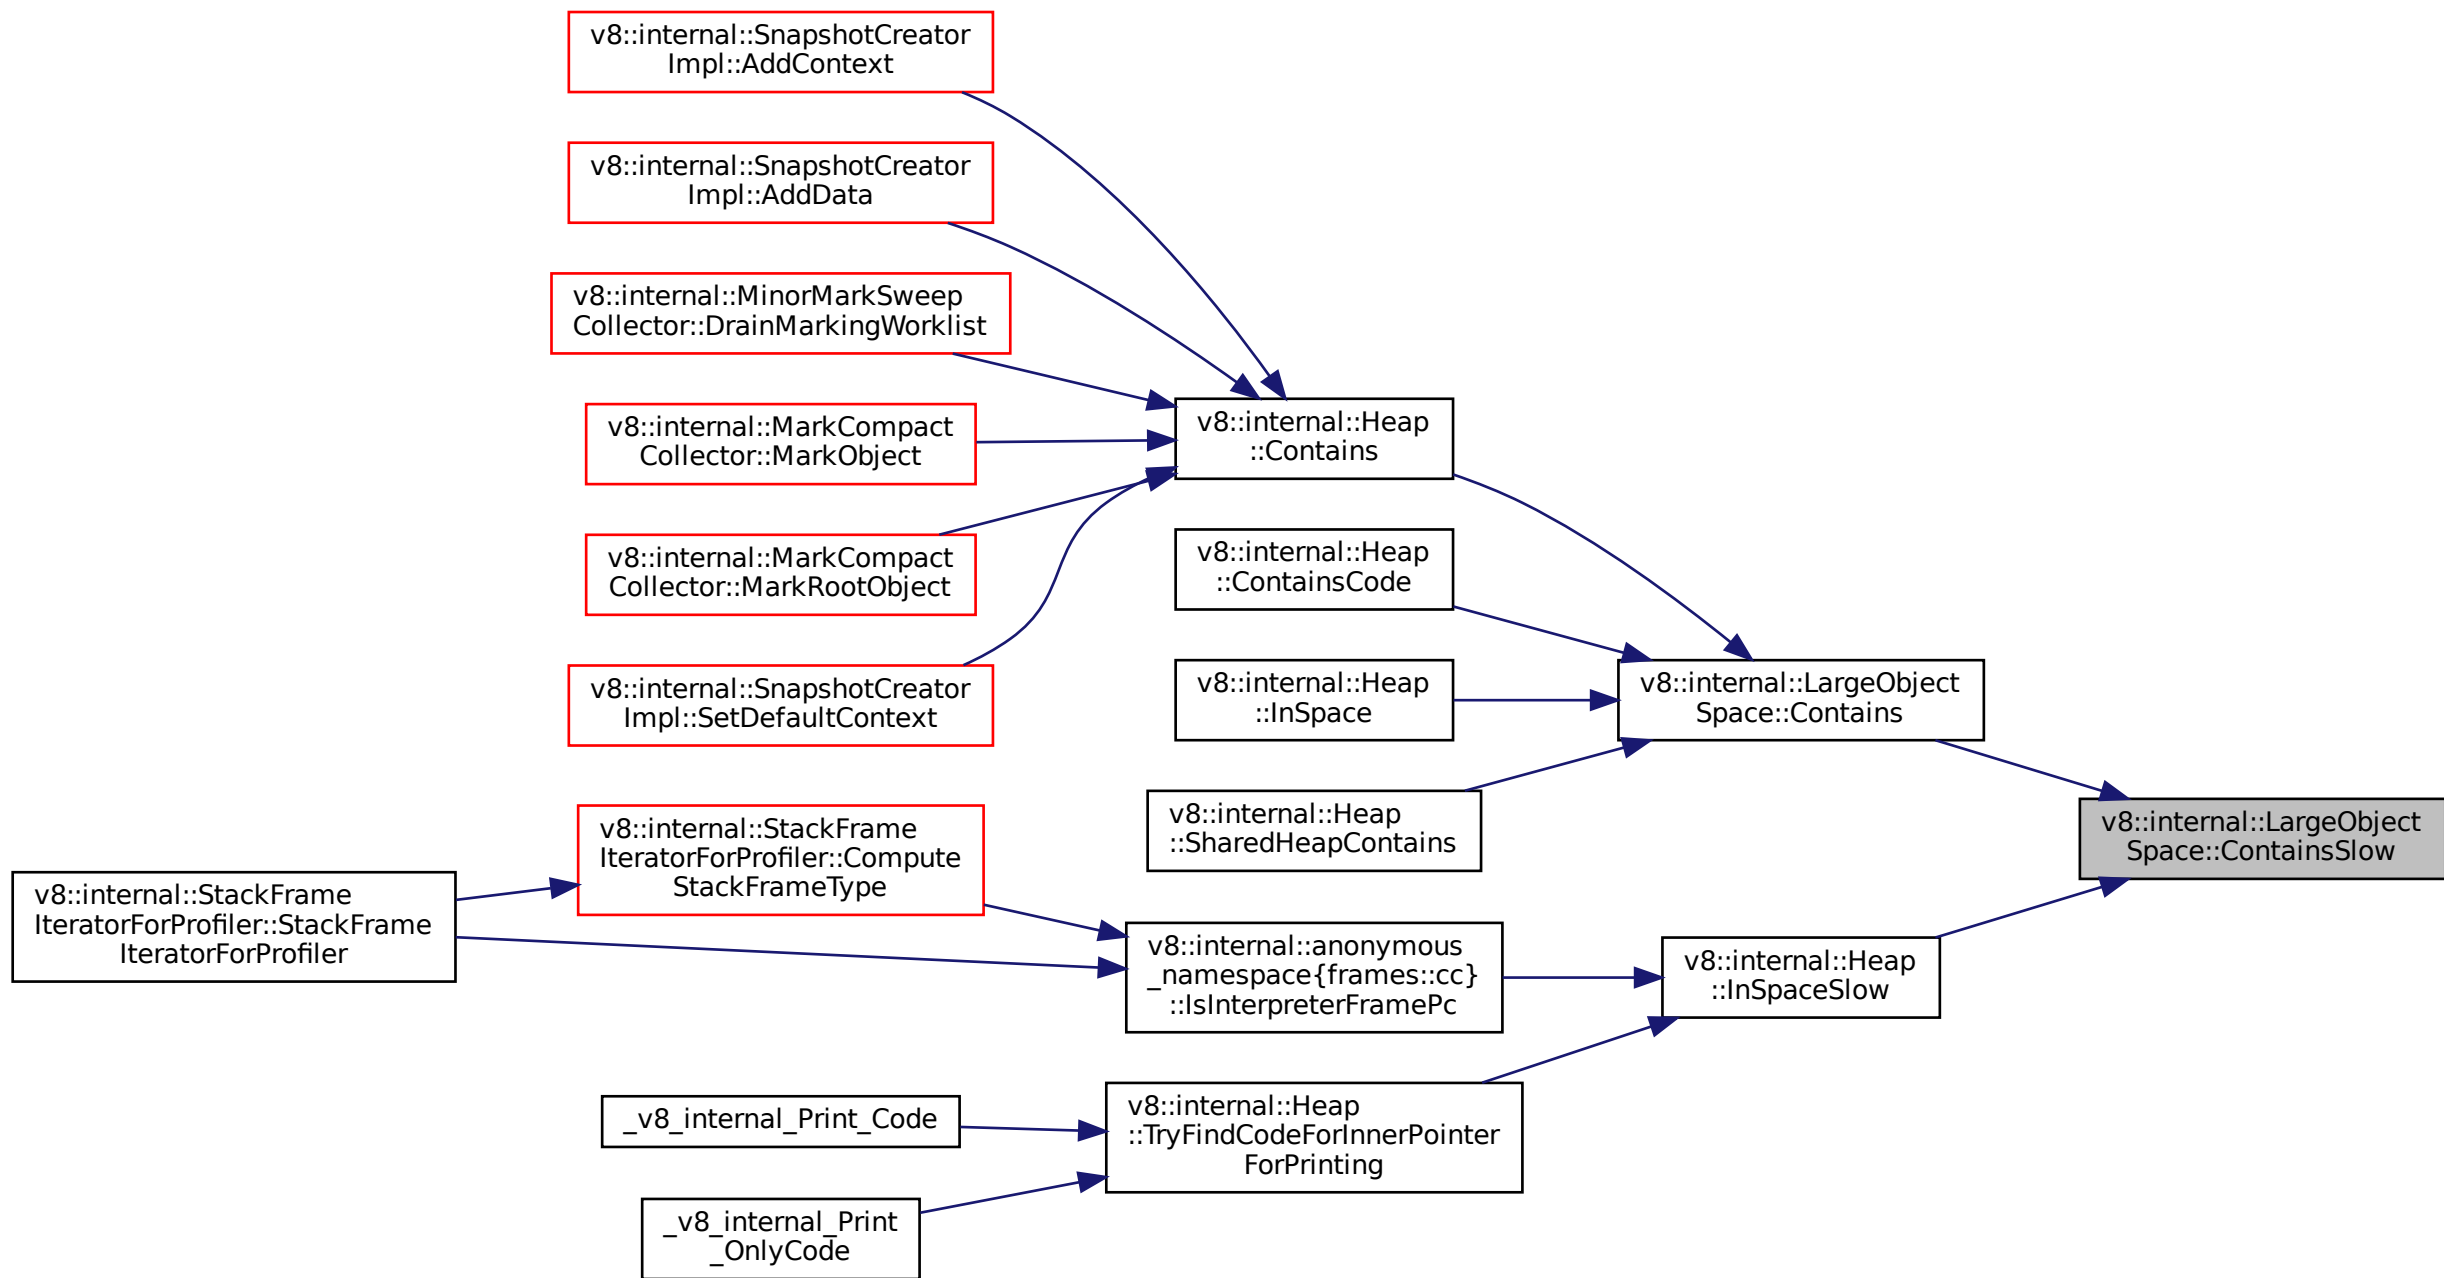 v8::internal::SnapshotCreator
Impl::AddContext
v8::internal::SnapshotCreator
Impl::AddData
v8::internal::MinorMarkSweep
Collector::DrainMarkingWorklist
v8::internal::MarkCompact
Collector::MarkObject
v8::internal::Heap
::Contains
v8::internal::MarkCompact
Collector::MarkRootObject
v8::internal::Heap
::ContainsCode
v8::internal::SnapshotCreator
Impl::SetDefaultContext
v8::internal::Heap
::InSpace
v8::internal::LargeObject
Space::Contains
v8::internal::Heap
::SharedHeapContains
v8::internal::LargeObject
Space::ContainsSlow
v8::internal::StackFrame
IteratorForProfiler::Compute
StackFrameType
v8::internal::StackFrame
IteratorForProfiler::StackFrame
IteratorForProfiler
v8::internal::anonymous
_namespace{frames::cc}
::IsInterpreterFramePc
v8::internal::Heap
::InSpaceSlow
_v8_internal_Print_Code
v8::internal::Heap
::TryFindCodeForInnerPointer
ForPrinting
_v8_internal_Print
_OnlyCode